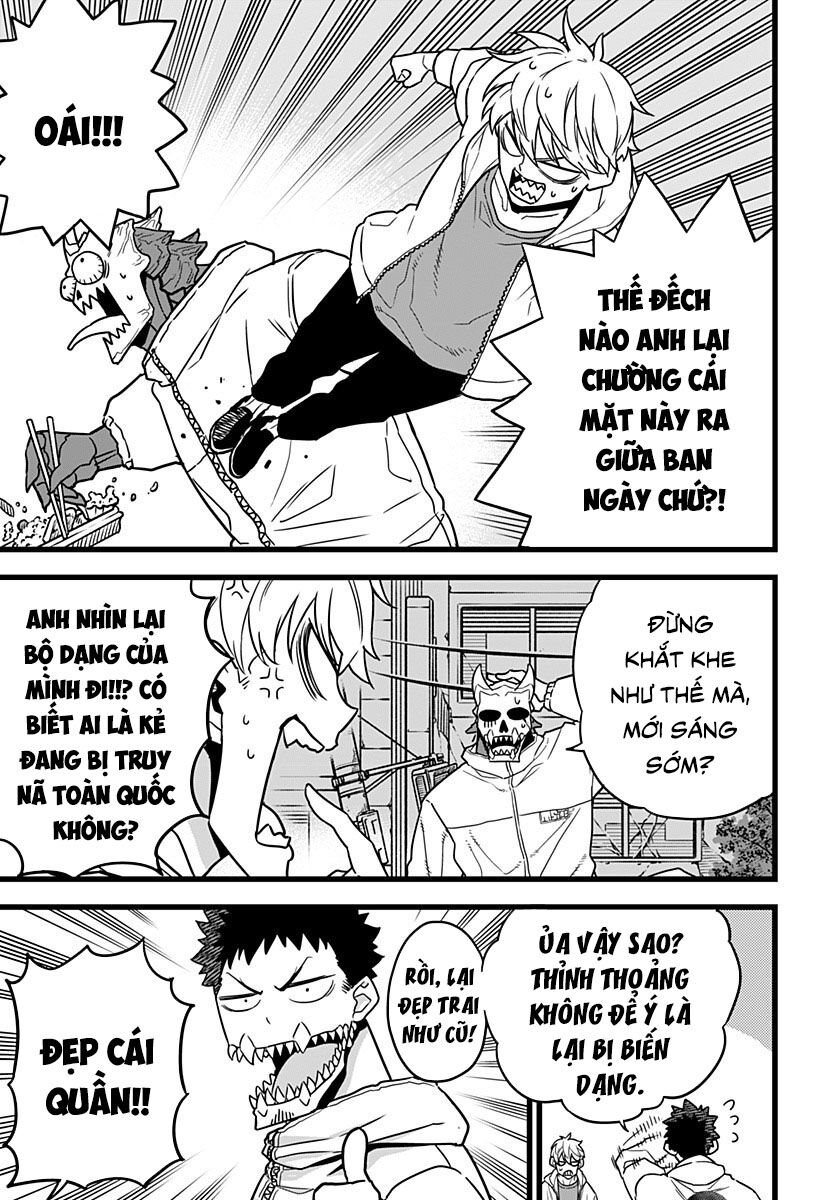 OÁI!!!
THẾ ĐẾCH
NÀO ANH LẠI
CHƯỜNG CÁI
MẶT NÀY RA
GIỮA BAN
NGÀY CHỨ?!
ĐỪNG
KHẮT KHE
NHƯ THẾ MÀ,
MỚI SÁNG
SỚM?
ANH NHÌN LẠI
BỘ DẠNG CỦA
MÌNH ĐI!!? CÓ
BIẾT AI LÀ KẺ
ĐANG BỊ TRUY
NÃ TOÀN QUỐC
KHÔNG?
ỦA VẬY SAO?
THỈNH THOẢNG
KHÔNG ĐỂ Ý LÀ
LẠI BỊ BIẾN
DẠNG.
RỒI, LẠI
ĐẸP TRAI
NHƯ CŨ!
ĐẸP CÁI
QUẦN!!